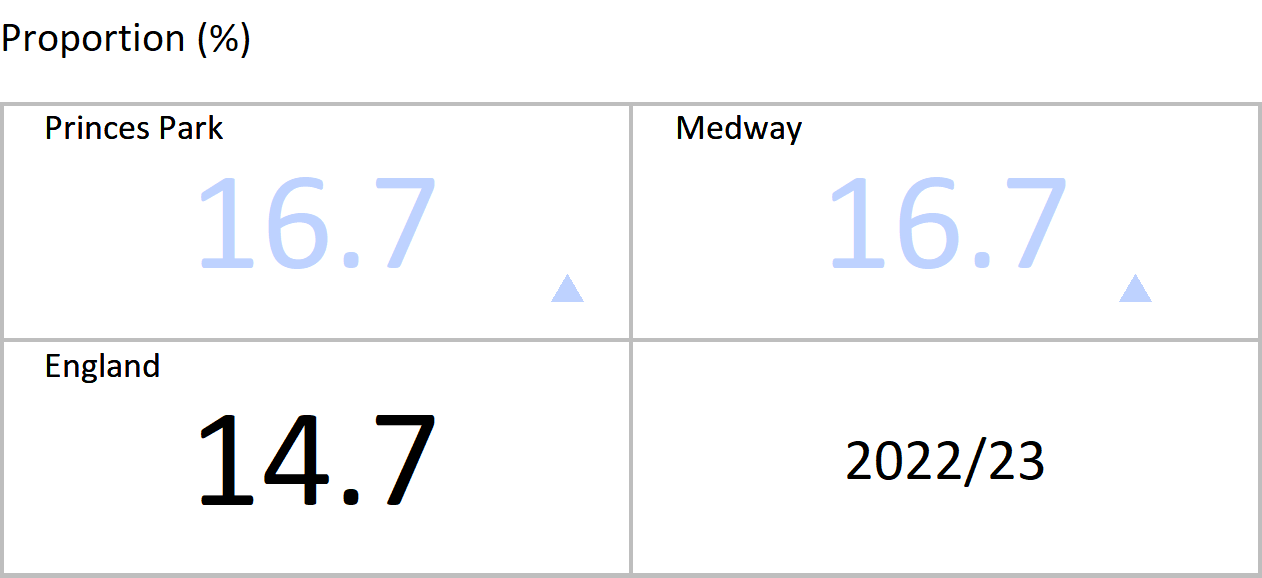 Proportion (%)
Princes Park
16.7
Medway
16.7
England
14.7
2022/23